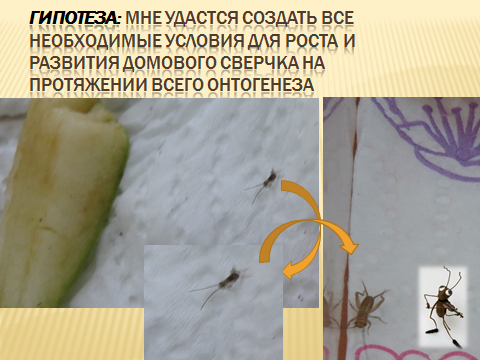 ГИПОТЕЗА: МНЕ УДАСТСЯ СОЗДАТЬ ВСЕ
НЕОБХОДИМЫЕ УСЛОВИЯ ДЛЯ РОСТА И
РАЗВИТИЯ ДОМОВОГО СВЕРЧКА НА
ПРОТЯЖЕНИИ ВСЕГО ОНТОГЕНЕЗА